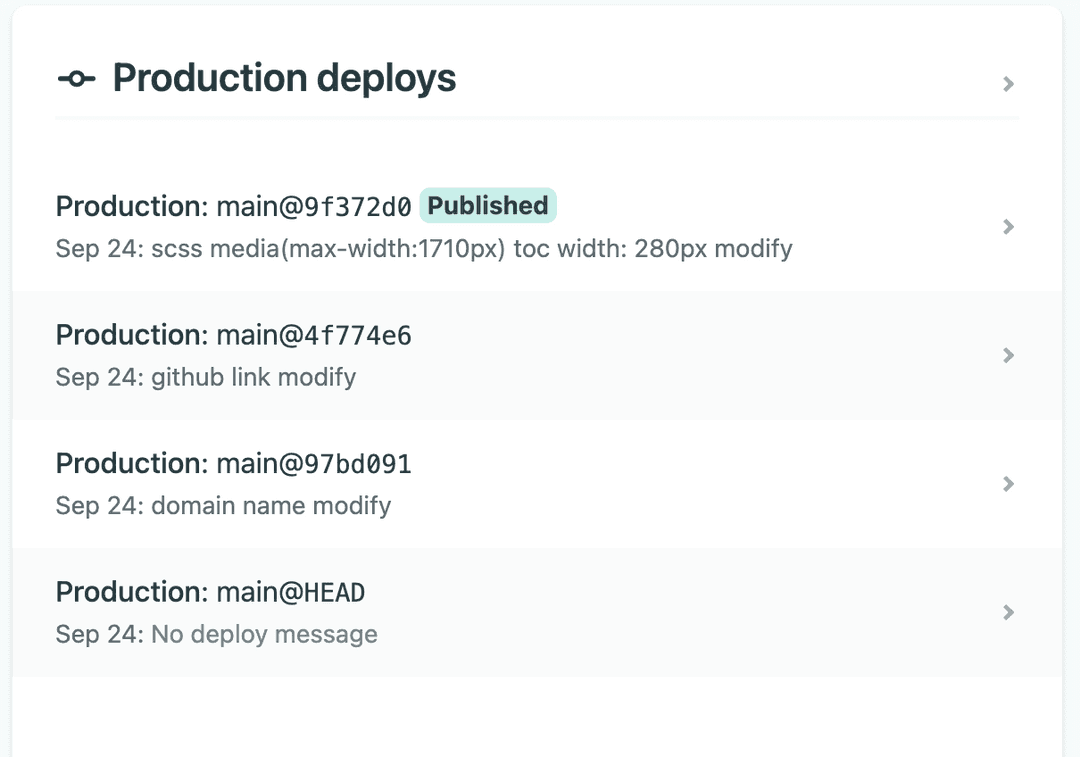 Production deploys
Production: main@9f372d0 Published
Sep 24: scss media(max-width:1710px) toc width: 280px modify
Production: main@4f774e6
Sep 24: github link modify
Production: main@97bd091
Sep 24: domain name modify
Production: main@HEAD
Sep 24: No deploy message